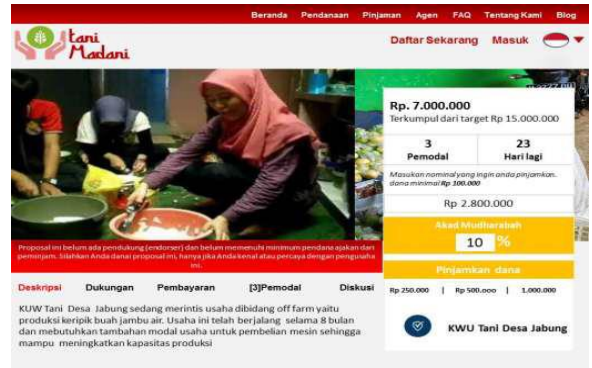 Beranda Pendanaan Pinjaman Agen FAQ Tentang Kami Blog
tani
Madani
Daftar Sekarang Masuk
Rp. 7.000.000
Terkumpul dari target Rp 15.000.000
3 23
Pemodal Hari lagi
Masukan nominal yang ingin anda pinjamkan.
dana minimal Rp 100.000
Rp 2.800.000
Akad Mudharabah
10 %
Pinjamkan dana
Rp 250.000 | Rp 500.000 | 1.000.000
KWU Tani Desa Jabung
Proposal ini belum ada pendukung (endorser) dan belum memenuhi minimum pendana ajakan dari
peminjam. Silahkan Anda danai proposal ini, hanya jika Anda kenal atau percaya dengan pengusaha
ini.
Deskripsi Dukungan Pembayaran [3]Pemodal Diskusi
KUW Tani Desa Jabung sedang merintis usaha dibidang off farm yaitu
produksi keripik buah jambu air. Usaha ini telah berjalang selama 8 bulan
dan mebutuhkan tambahan modal usaha untuk pembelian mesin sehingga
mampu meningkatkan kapasitas produksi